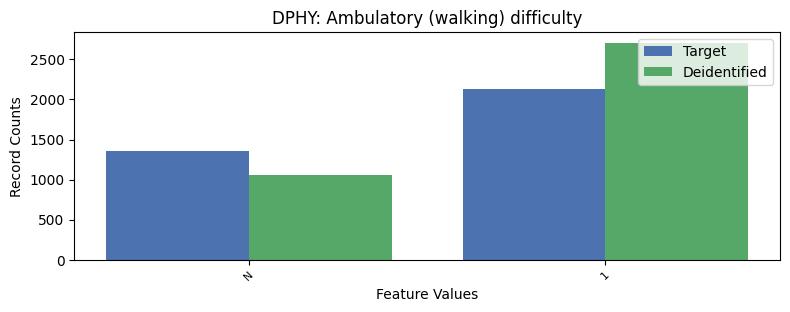 DPHY: Ambulatory (walking) difficulty
Target
Deidentified
Record Counts
2500
2000
1500
1000
500
0
N
1
Feature Values